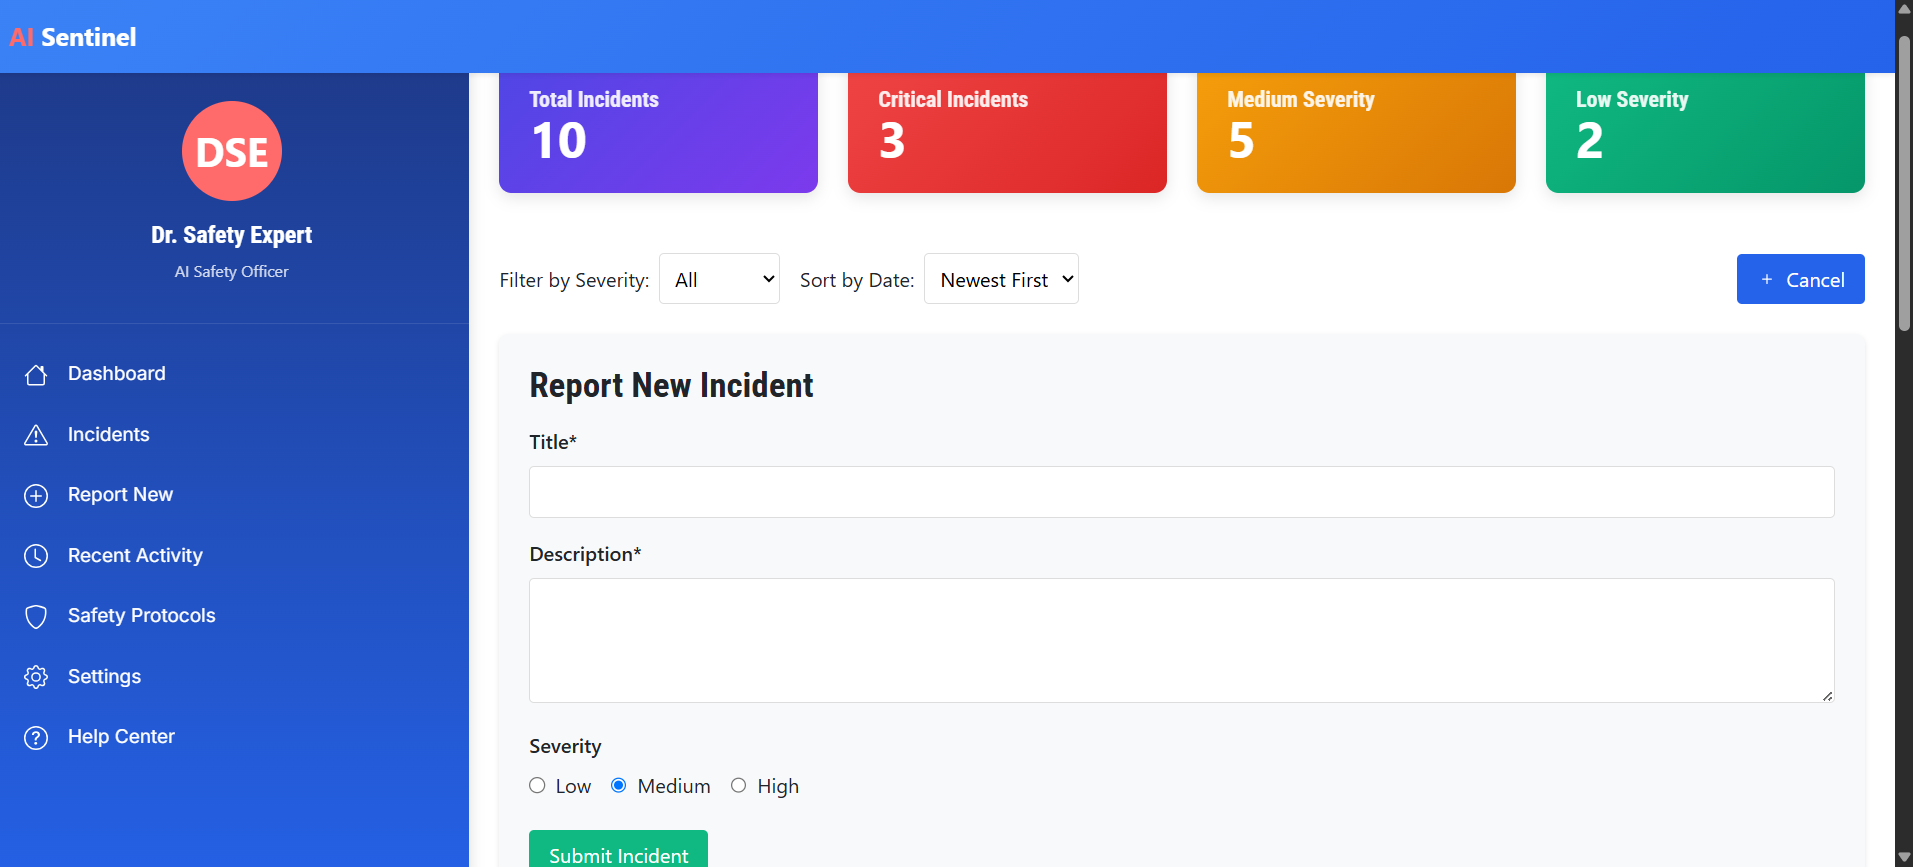 AI Sentinel
DSE
Dr. Safety Expert
AI Safety Officer
Dashboard
Incidents
Report New
Recent Activity
Safety Protocols
Settings
Help Center
Total Incidents
10
Critical Incidents
3
Medium Severity
5
Low Severity
2
Filter by Severity: All Sort by Date: Newest First + Cancel
Report New Incident
Title*
Description*
Severity
Low Medium High
Submit Incident